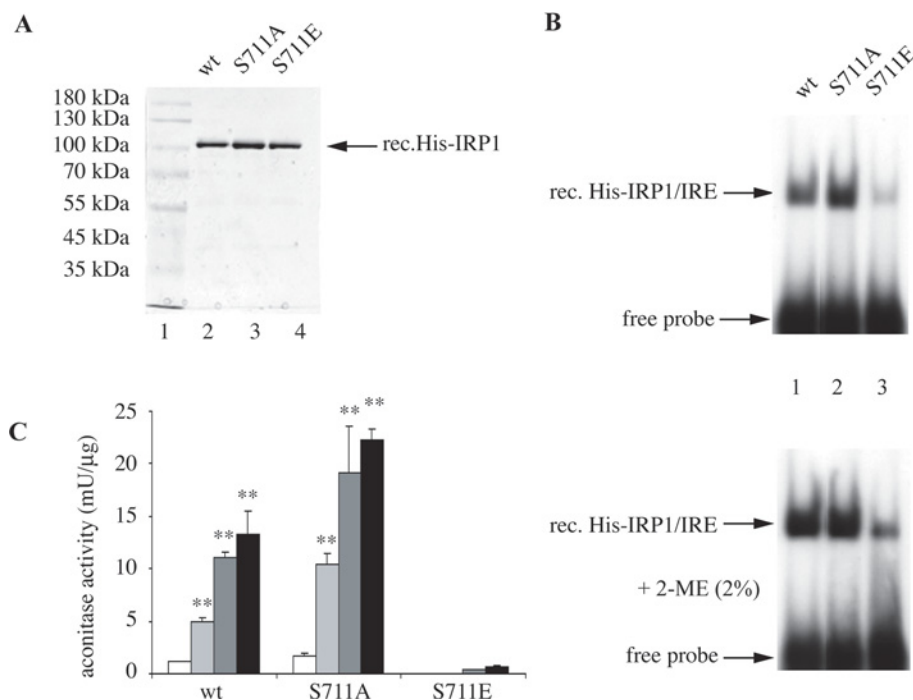 A
wt S711A S711E
180 kDa
130 kDa
100 kDa
70 kDa
55 kDa
45 kDa
35 kDa
rec.His-IRP1
1 2 3 4
B
wt S711A S711E
rec. His-IRP1/IRE
free probe
1 2 3
rec. His-IRP1/IRE
+ 2-ME (2%)
free probe
C
aconitase activity (mU/μg)
25
20
15
10
5
0
** ** **
** ** **
wt S711A S711E